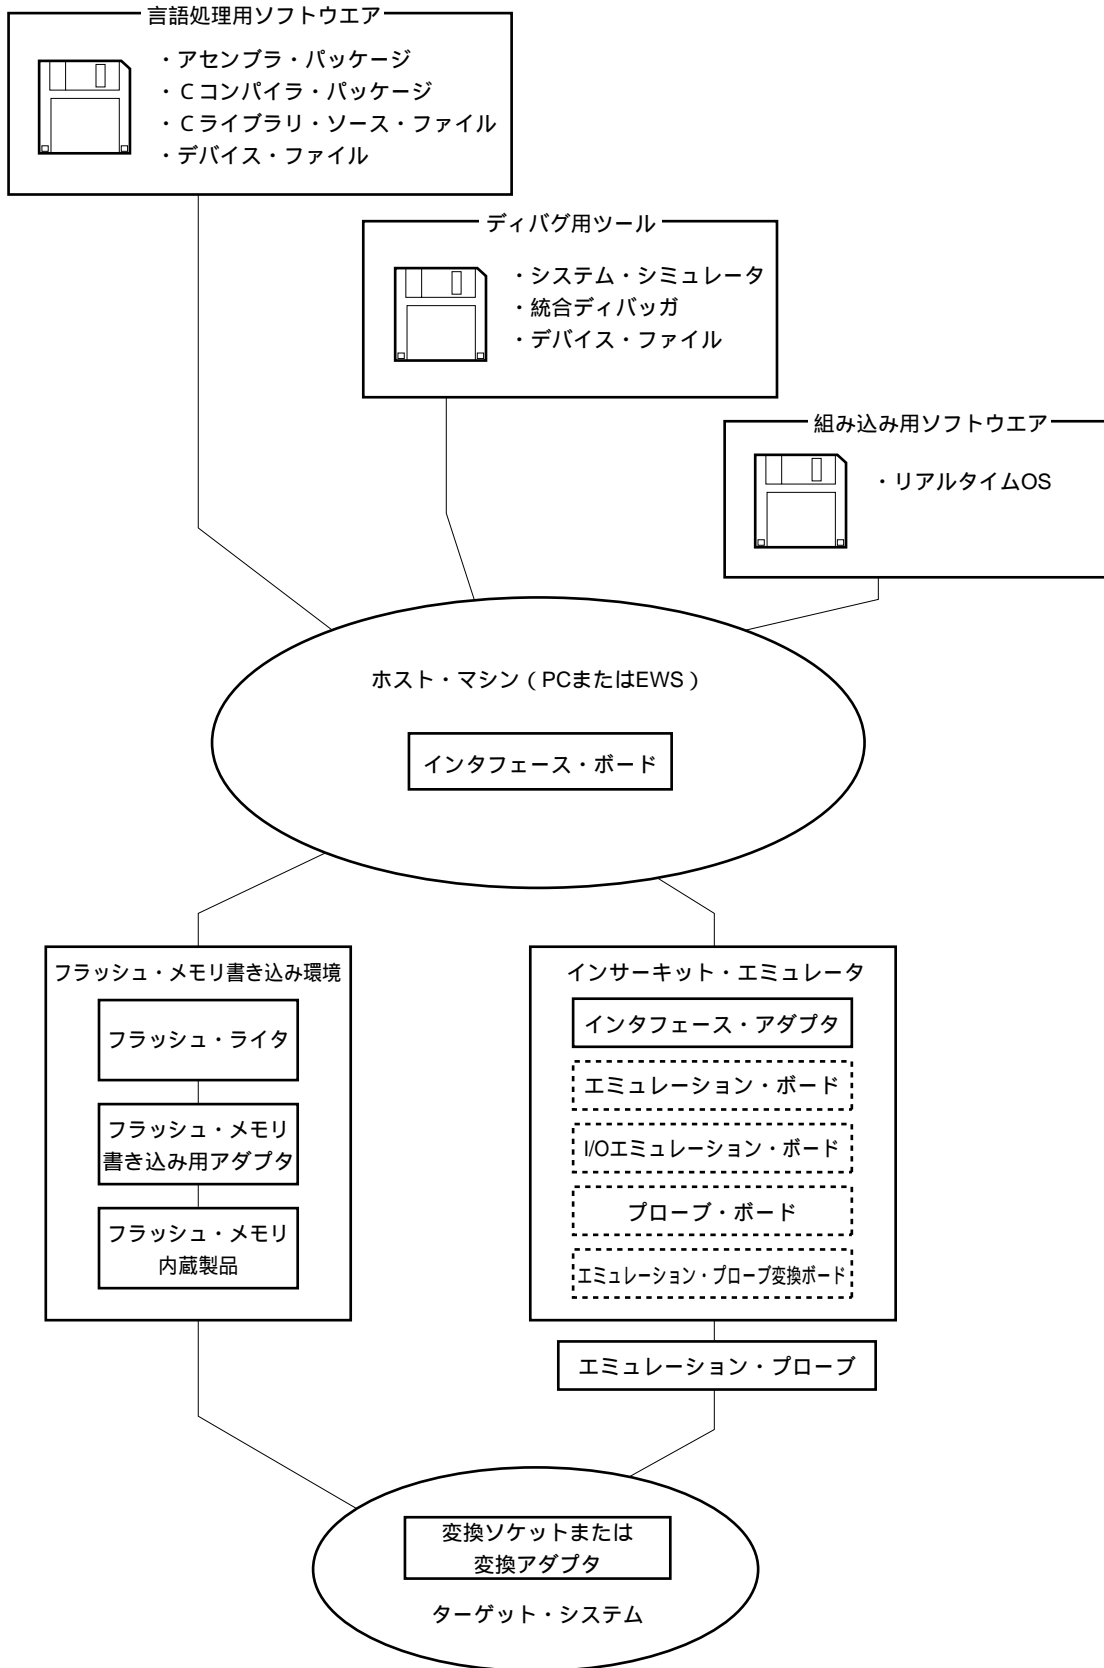 言語処理用ソフトウエア
・アセンブラ・パッケージ
・Cコンパイラ・パッケージ
・Cライブラリ・ソース・ファイル
・デバイス・ファイル
ディバグ用ツール
・システム・シミュレータ
・統合ディバッガ
・デバイス・ファイル
組み込み用ソフトウエア
・リアルタイムOS
ホスト・マシン(PCまたはEWS)
インタフェース・ボード
フラッシュ・メモリ書き込み環境
フラッシュ・ライタ
フラッシュ・メモリ
書き込み用アダプタ
フラッシュ・メモリ
内蔵製品
インサーキット・エミュレータ
インタフェース・アダプタ
エミュレーション・ボード
I/Oエミュレーション・ボード
プローブ・ボード
エミュレーション・プローブ変換ボード
エミュレーション・プローブ
変換ソケットまたは
変換アダプタ
ターゲット・システム